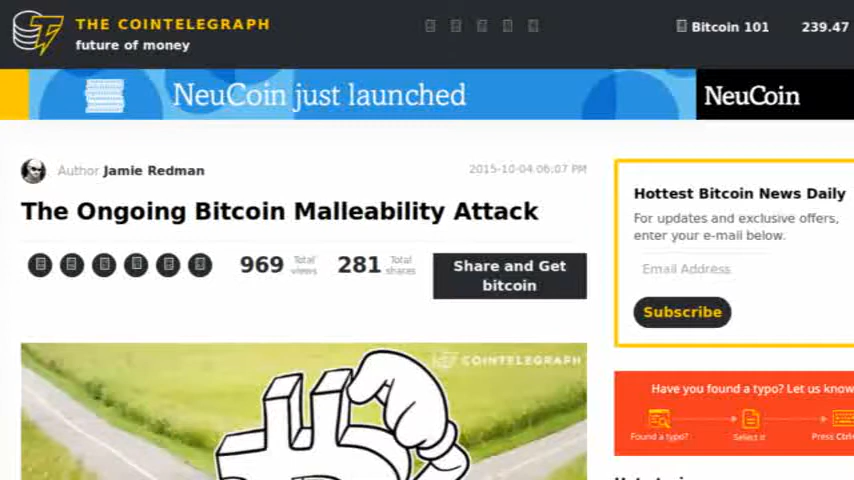 THE COINTELEGRAPH
future of money
Bitcoin 101 239.47
NeuCoin just launched
NeuCoin
Author Jamie Redman
2015-10-04 06:07 PM
The Ongoing Bitcoin Malleability Attack
969 Total views
281 Total shares
Share and Get
bitcoin
COINTELEGRAPH
Hottest Bitcoin News Daily
For updates and exclusive offers,
enter your e-mail below.
Email Address
Subscribe
Have you found a typo? Let us know
Found a typo?
Select it
Press Ctrl